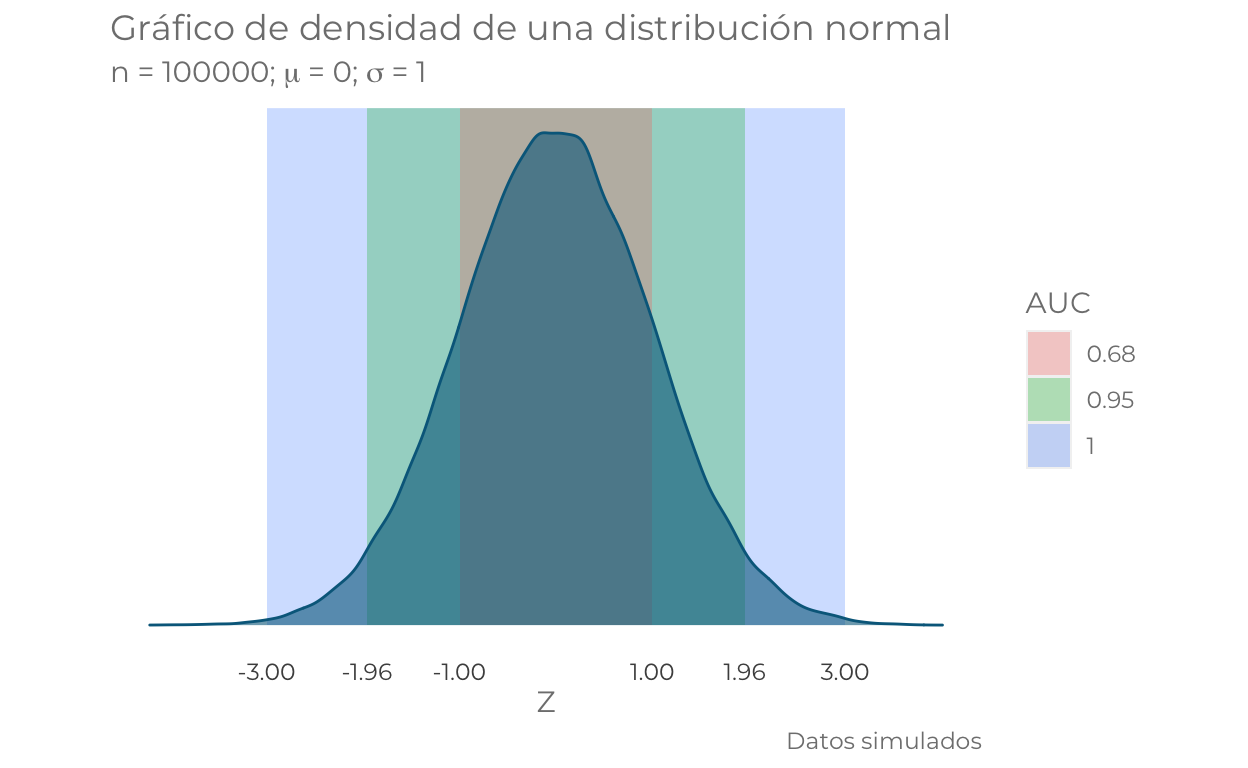 Gráfico de densidad de una distribución normal
n = 100000; μ = 0; σ = 1
AUC
0.68
0.95
1
-3.00 -1.96 -1.00 1.00 1.96 3.00
Z
Datos simulados